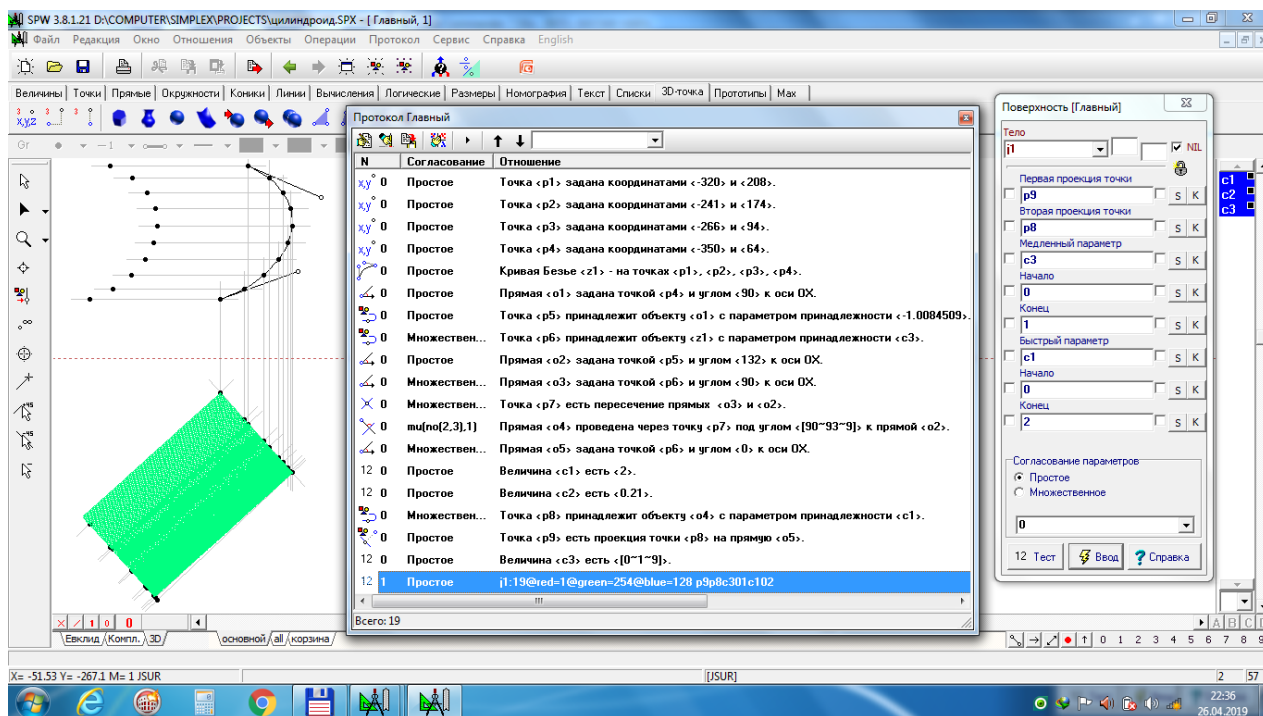 SPW 3.8.1.21 D:\COMPUTER\SIMPLEX\PROJECTS\цилиндроид.SPX - [ Главный, 1]
Файл Редакция Окно Отношения Объекты Операции Протокол Сервис Справка English
Величины Точки Прямые Окружности Коники Линии Вычисления Логические Размеры Номография Текст Списки 3D-точка Прототипы Max
Gr
Протокол Главный
N Согласование Отношение
x,y 0 Простое Точка <p1> задана координатами <-320> и <208>.
x,y 0 Простое Точка <p2> задана координатами <-241> и <174>.
x,y 0 Простое Точка <p3> задана координатами <-266> и <94>.
x,y 0 Простое Точка <p4> задана координатами <-350> и <64>.
0 Простое Кривая Безье <z1> - на точках <p1>, <p2>, <p3>, <p4>.
0 Простое Прямая <o1> задана точкой <p4> и углом <90> к оси OX.
0 Простое Точка <p5> принадлежит объекту <o1> с параметром принадлежности <-1.0084509>.
0 Множествен... Точка <p6> принадлежит объекту <z1> с параметром принадлежности <c3>.
0 Простое Прямая <o2> задана точкой <p5> и углом <132> к оси OX.
0 Множествен... Прямая <o3> задана точкой <p6> и углом <90> к оси OX.
0 Множествен... Точка <p7> есть пересечение прямых <o3> и <o2>.
0 mu[no[2,3],1] Прямая <o4> проведена через точку <p7> под углом <[90~93~9]> к прямой <o2>.
0 Множествен... Прямая <o5> задана точкой <p6> и углом <0> к оси OX.
12 0 Простое Величина <c1> есть <2>.
12 0 Простое Величина <c2> есть <0.21>.
0 Множествен... Точка <p8> принадлежит объекту <o4> с параметром принадлежности <c1>.
0 Простое Точка <p9> есть проекция точки <p8> на прямую <o5>.
12 0 Простое Величина <c3> есть <[0~1~9]>.
12 1 Простое j1:19@red=1@green=254@blue=128 p9p8c301c102
Всего: 19
Поверхность [Главный]
Тело
j1 NIL
Первая проекция точки
p9 S K
Вторая проекция точки
p8 S K
Медленный параметр
c3 S K
Начало
0 S K
Конец
1 S K
Быстрый параметр
c1 S K
Начало
0 S K
Конец
2 S K
Согласование параметров
Простое
Множественное
0
12 Тест Ввод Справка
c1
c2
c3
Евклид Компл. 3D основной all корзина
0 1 2 3 4 5 6 7 8 9
A B C
X= -51.53 Y= -267.1 M= 1 JSUR [JSUR] 2 57
22:36
26.04.2019